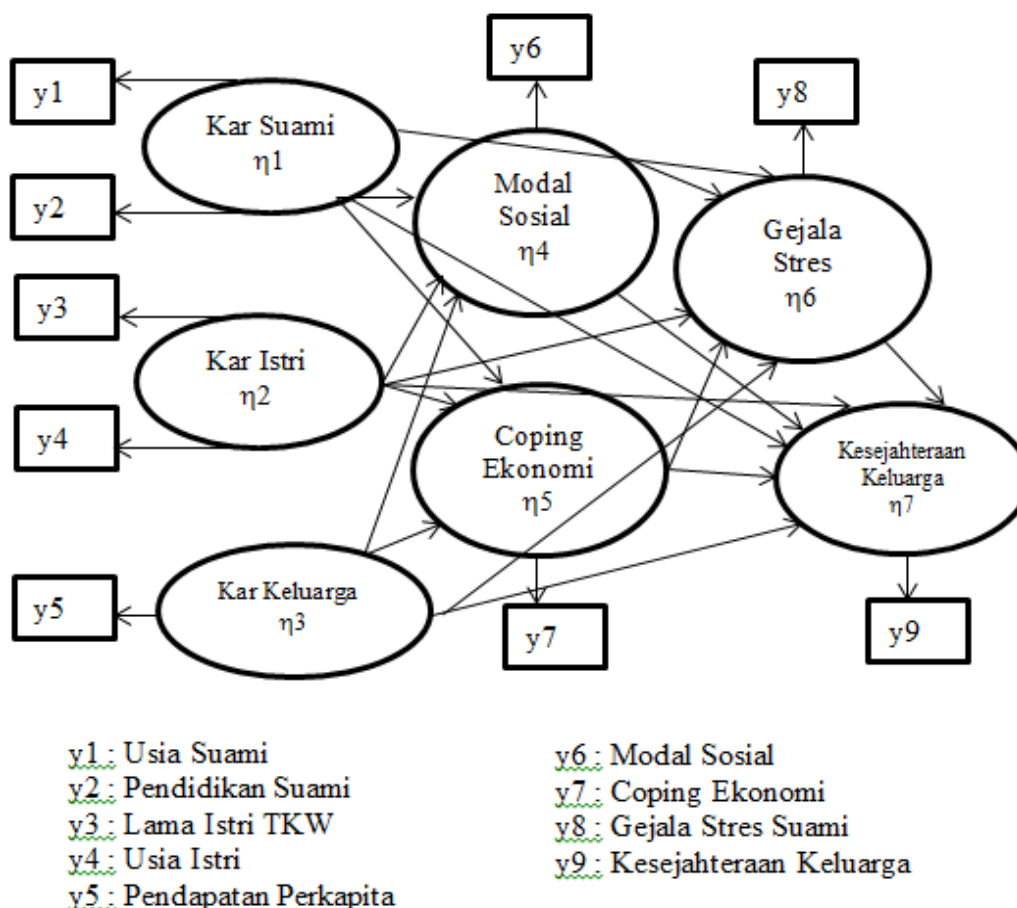 y6
y8
y1
Kar Suami
η1
y2
Modal
Sosial
η4
Gejala
Stres
η6
y3
Kar Istri
η2
y4
Coping
Ekonomi
η5
Kesejahteraan
Keluarga
η7
y5
Kar Keluarga
η3
y7
y9
y1 : Usia Suami
y2 : Pendidikan Suami
y3 : Lama Istri TKW
y4 : Usia Istri
y5 : Pendapatan Perkapita
y6 : Modal Sosial
y7 : Coping Ekonomi
y8 : Gejala Stres Suami
y9 : Kesejahteraan Keluarga